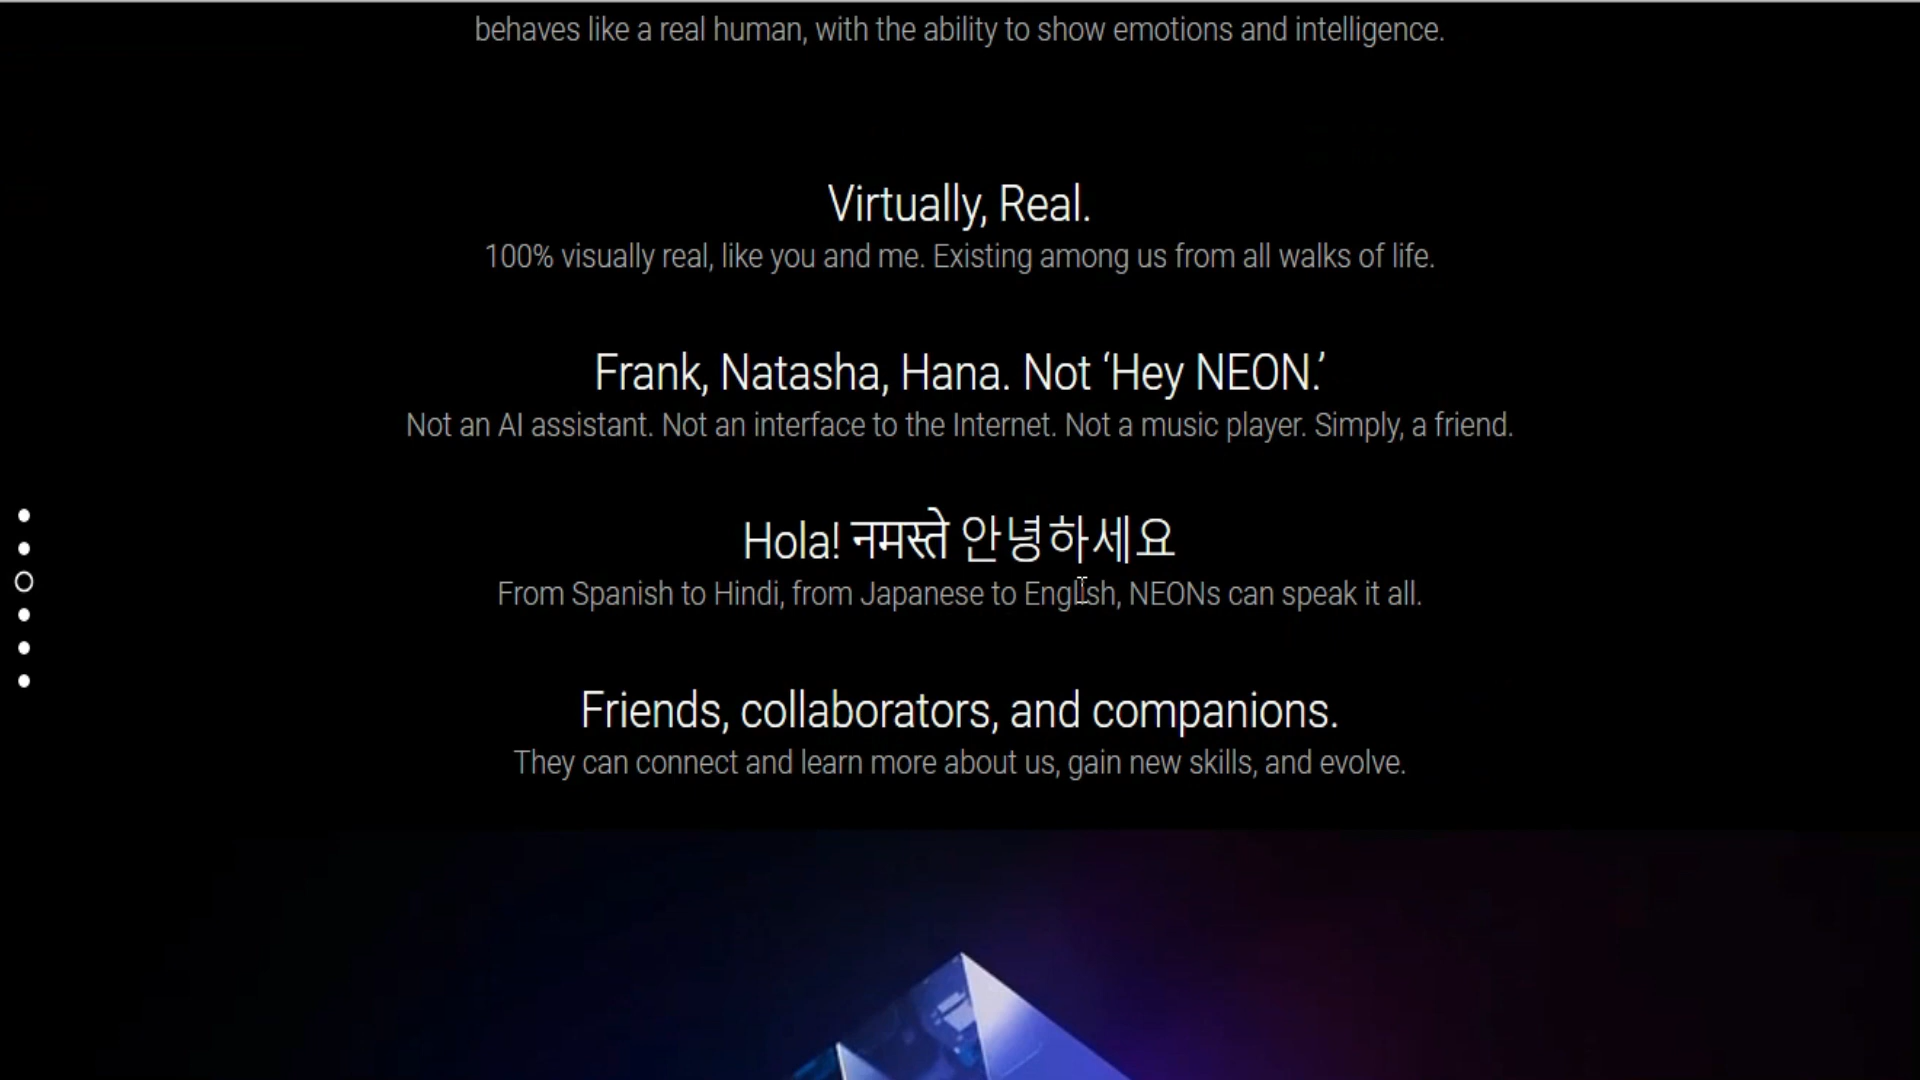 behaves like a real human, with the ability to show emotions and intelligence.
Virtually, Real.
100% visually real, like you and me. Existing among us from all walks of life.
Frank, Natasha, Hana. Not ‘Hey NEON.’
Not an AI assistant. Not an interface to the Internet. Not a music player. Simply, a friend.
Hola! नमस्ते 안녕하세요
From Spanish to Hindi, from Japanese to English, NEONs can speak it all.
Friends, collaborators, and companions.
They can connect and learn more about us, gain new skills, and evolve.